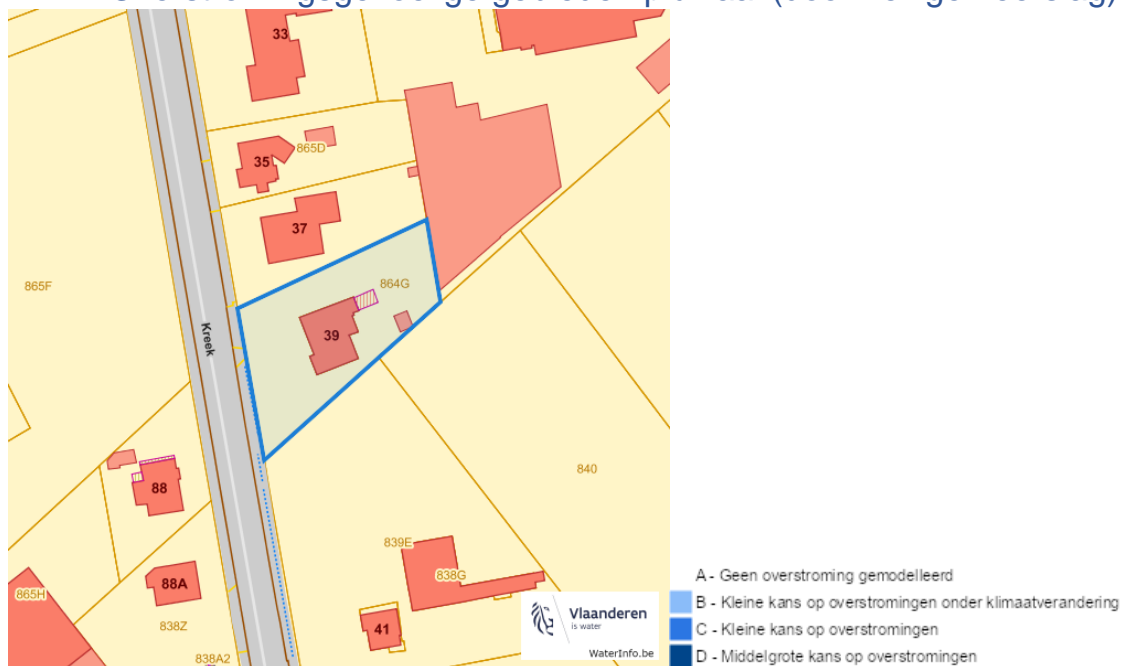 (door
33
35
865D
37
865F
864G
39
Kreek
840
88
839E
838G
88A
865H
838Z
41
838A2
Vlaanderen
is water
WaterInfo.be
A - Geen overstroming gemodelleerd
B - Kleine kans op overstromingen onder klimaatverandering
C - Kleine kans op overstromingen
D - Middelgrote kans op overstromingen